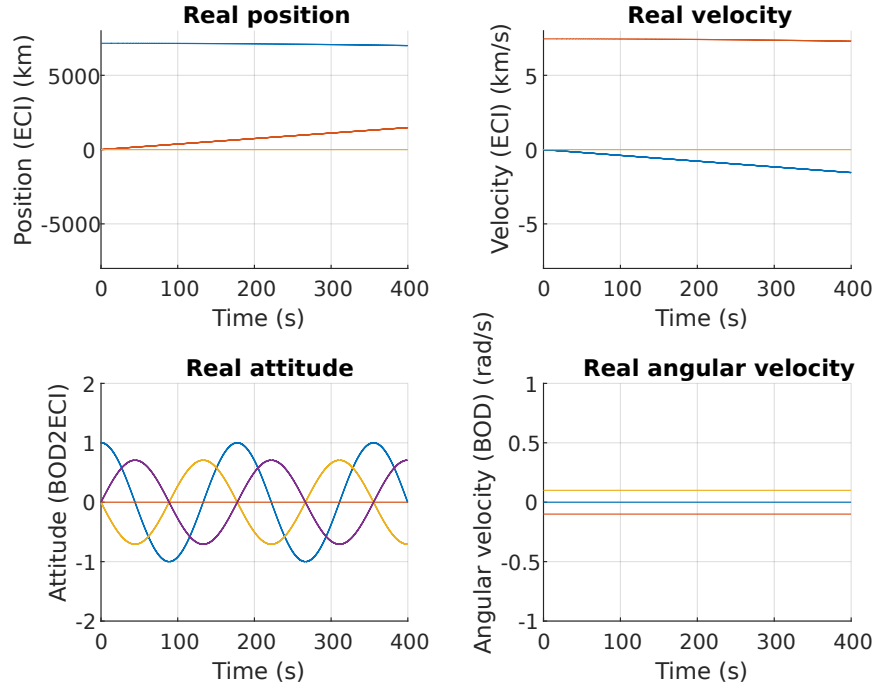 Real position
Position (ECI) (km)
5000
0
-5000
0 100 200 300 400
Time (s)
Real velocity
Velocity (ECI) (km/s)
5
0
-5
0 100 200 300 400
Time (s)
Real attitude
Attitude (BOD2ECI)
2
1
0
-1
-2
0 100 200 300 400
Time (s)
Real angular velocity
Angular velocity (BOD) (rad/s)
1
0.5
0
-0.5
-1
0 100 200 300 400
Time (s)